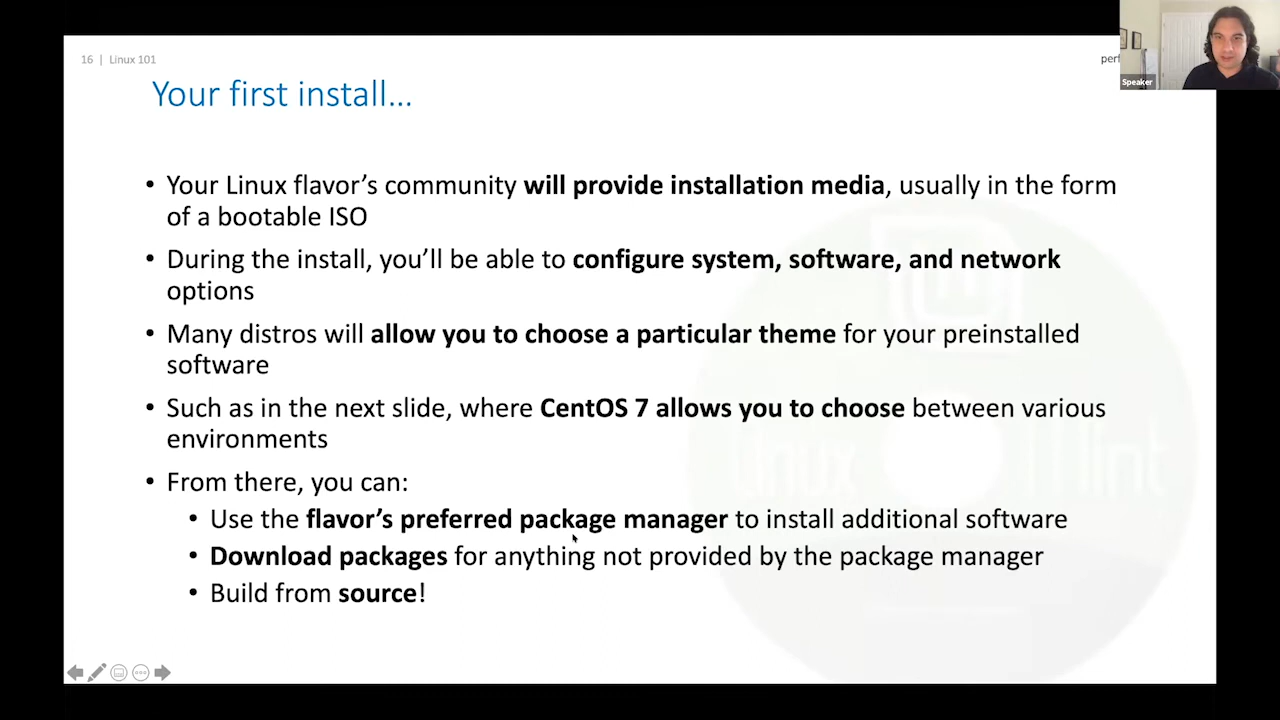 16 | Linux 101
Speaker
Your first install...
• Your Linux flavor's community will provide installation media, usually in the form
of a bootable ISO
• During the install, you'll be able to configure system, software, and network
options
• Many distros will allow you to choose a particular theme for your preinstalled
software
• Such as in the next slide, where CentOS 7 allows you to choose between various
environments
• From there, you can:
• Use the flavor's preferred package manager to install additional software
• Download packages for anything not provided by the package manager
• Build from source!
Linux Mint